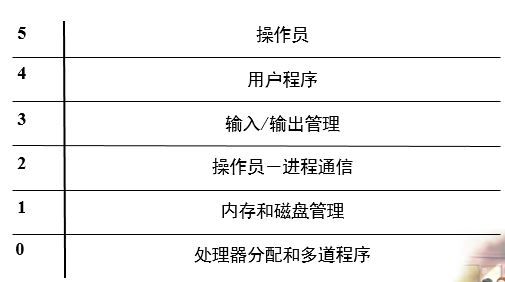 5 操作员
4 用户程序
3 输入/输出管理
2 操作员－进程通信
1 内存和磁盘管理
0 处理器分配和多道程序